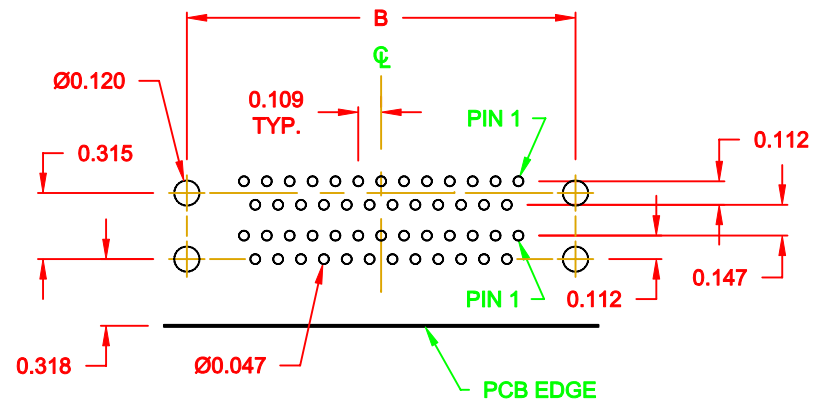 B
℄
Ø0.120
0.109
TYP.
PIN 1
0.112
0.315
0.147
PIN 1
0.112
0.318
Ø0.047
PCB EDGE